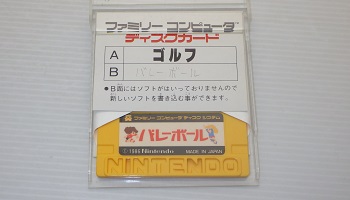 ファミリー コンピュータ
ディスクカード
A ゴルフ
B バレーボール
●B面にはソフトがはいっておりませんので
新しいソフトを書き込む事ができます。
ファミリー コンピュータ ディスク システム
バレーボール
©1986 Nintendo MADE IN JAPAN
NINTENDO